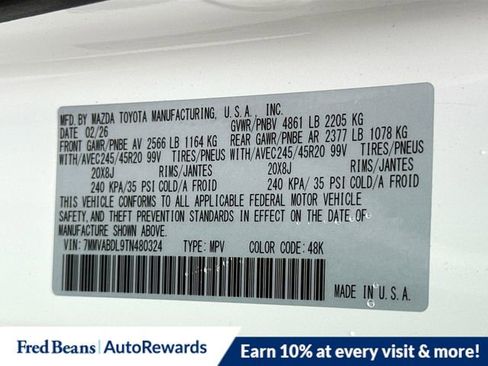 MFD. BY MAZDA TOYOTA MANUFACTURING, U.S.A. INC.
DATE 02/26 GVWR/PNBV 4861 LB 2205 KG
FRONT GAWR/PNBE AV 2566 LB 1164 KG REAR GAWR/PNBE AR 2377 LB 1078 KG
WITH/AVEC245/45R20 99V TIRES/PNEUS WITH/AVEC245/45R20 99V TIRES/PNEUS
20X8J RIMS/JANTES 20X8J RIMS/JANTES
240 KPA/ 35 PSI COLD/A FROID 240 KPA/ 35 PSI COLD/A FROID
THIS VEHICLE CONFORMS TO ALL APPLICABLE FEDERAL MOTOR VEHICLE
SAFETY, AND THEFT PREVENTION STANDARDS IN EFFECT ON THE DATE OF
MANUFACTURE SHOWN ABOVE.
VIN: 7MMVABDL9TN480324 TYPE: MPV COLOR CODE: 48K
MADE IN U.S.A.
Fred Beans | AutoRewards
Earn 10% at every visit & more!